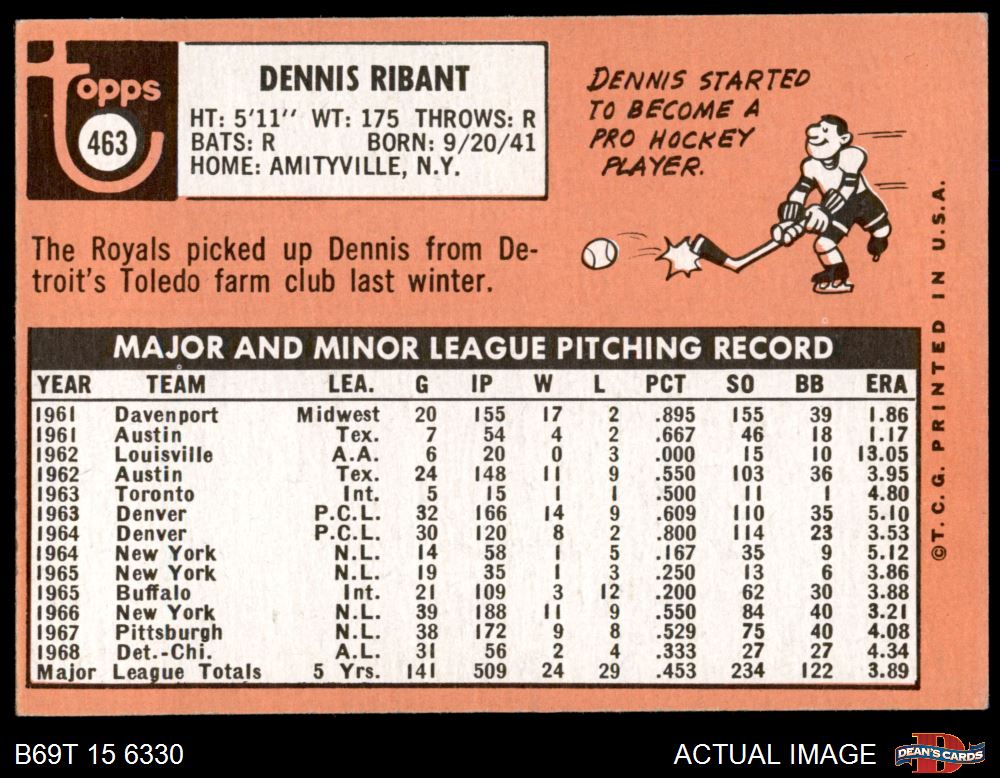 topps
463
DENNIS RIBANT
HT: 5'11" WT: 175 THROWS: R
BATS: R BORN: 9/20/41
HOME: AMITYVILLE, N.Y.
DENNIS STARTED
TO BECOME A
PRO HOCKEY
PLAYER.
The Royals picked up Dennis from De-
troit's Toledo farm club last winter.
MAJOR AND MINOR LEAGUE PITCHING RECORD
YEAR TEAM LEA. G IP W L PCT SO BB ERA
1961 Davenport Midwest 20 155 17 2 .895 155 39 1.86
1961 Austin Tex. 7 54 4 2 .667 46 18 1.17
1962 Louisville A.A. 6 20 0 3 .000 15 10 13.05
1962 Austin Tex. 24 148 11 9 .550 103 36 3.95
1963 Toronto Int. 5 15 1 1 .500 11 1 4.80
1963 Denver P.C.L. 32 166 14 9 .609 110 35 5.10
1964 Denver P.C.L. 30 120 8 2 .800 114 23 3.53
1964 New York N.L. 14 58 1 5 .167 35 9 5.12
1965 New York N.L. 19 35 1 3 .250 13 6 3.86
1965 Buffalo Int. 21 109 3 12 .200 62 30 3.88
1966 New York N.L. 39 188 11 9 .550 84 40 3.21
1967 Pittsburgh N.L. 38 172 9 8 .529 75 40 4.08
1968 Det.-Chi. A.L. 31 56 2 4 .333 27 27 4.34
Major League Totals 5 Yrs. 141 509 24 29 .453 234 122 3.89
©T.C.G. PRINTED IN U.S.A.
B69T 15 6330
ACTUAL IMAGE
D
DEAN'S CARDS